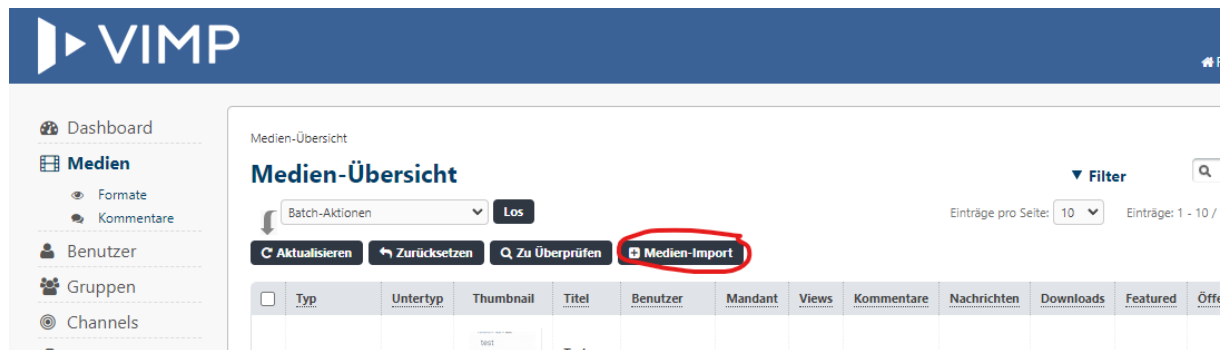 VIMP
Dashboard
Medien
Formate
Kommentare
Benutzer
Gruppen
Channels
Medien-Übersicht
Medien-Übersicht
Filter
Batch-Aktionen Los
Einträge pro Seite: 10 Einträge: 1 - 10 /
Aktualisieren Zurücksetzen Zu Überprüfen Medien-Import
Typ Untertyp Thumbnail Titel Benutzer Mandant Views Kommentare Nachrichten Downloads Featured
test